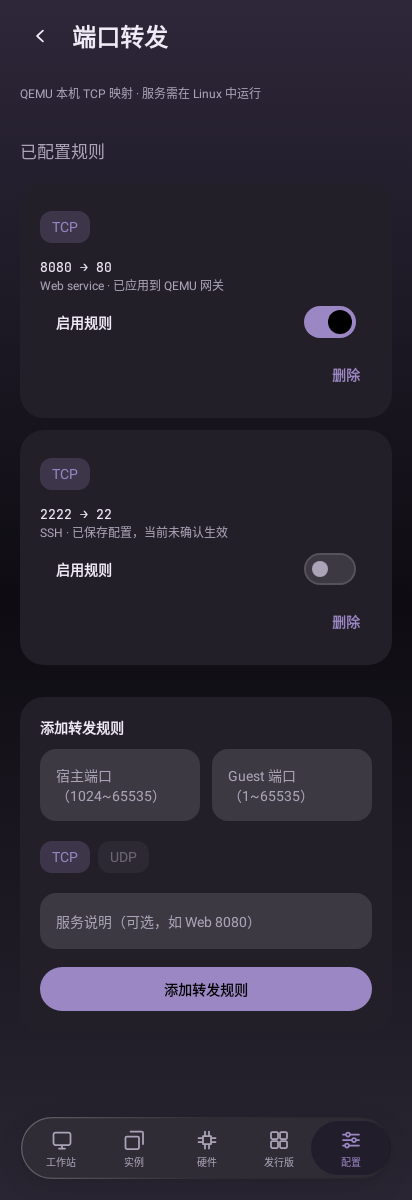 端口转发
QEMU 本机 TCP 映射 · 服务需在 Linux 中运行
已配置规则
TCP
8080 → 80
Web service · 已应用到 QEMU 网关
启用规则
删除
TCP
2222 → 22
SSH · 已保存配置，当前未确认生效
启用规则
删除
添加转发规则
宿主端口
（1024~65535）
Guest 端口
（1~65535）
TCP UDP
服务说明（可选，如 Web 8080）
添加转发规则
工作站 实例 硬件 发行版 配置